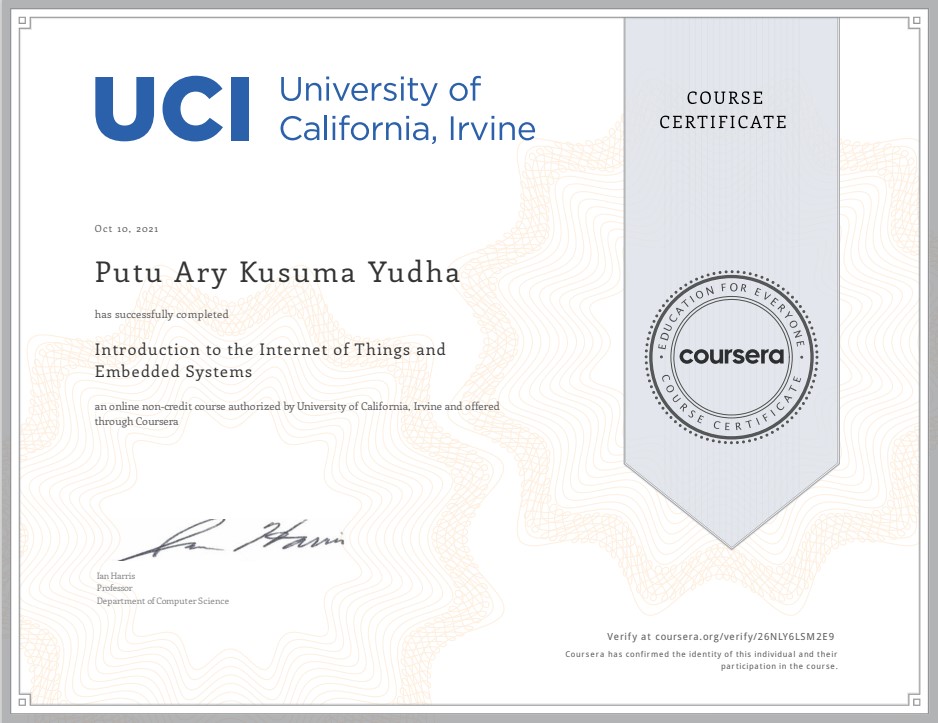 UCI
University of
California, Irvine
COURSE
CERTIFICATE
Oct 10, 2021
Putu Ary Kusuma Yudha
has successfully completed
Introduction to the Internet of Things and
Embedded Systems
an online non-credit course authorized by University of California, Irvine and offered
through Coursera
EDUCATION FOR EVERYONE
coursera
COURSE CERTIFICATE
Ian Harris
Ian Harris
Professor
Department of Computer Science
Verify at coursera.org/verify/26NLY6LSM2E9
Coursera has confirmed the identity of this individual and their
participation in the course.